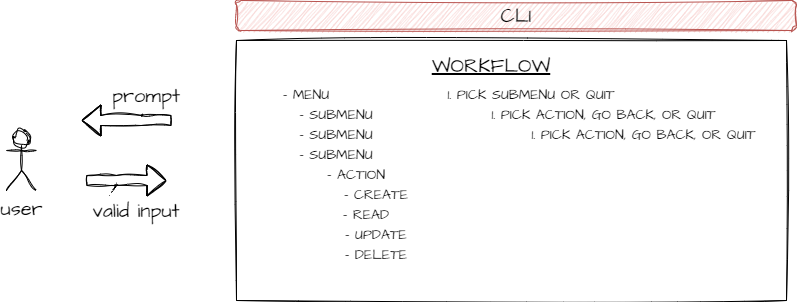 CLI
WORKFLOW
prompt
- MENU
1. PICK SUBMENU OR QUIT
- SUBMENU
1. PICK ACTION, GO BACK, OR QUIT
- SUBMENU
1. PICK ACTION, GO BACK, OR QUIT
- SUBMENU
- ACTION
- CREATE
- READ
- UPDATE
- DELETE
user
valid input